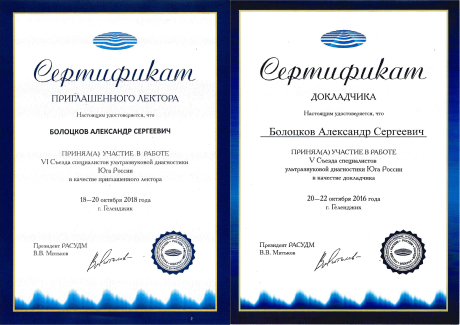 Сертификат
ПРИГЛАШЕННОГО ЛЕКТОРА
Настоящим удостоверяется, что
БОЛОЦКОВ АЛЕКСАНДР СЕРГЕЕВИЧ
ПРИНЯЛ(А) УЧАСТИЕ В РАБОТЕ
VI Съезда специалистов ультразвуковой диагностики
Юга России
в качестве приглашенного лектора
18—20 октября 2018 года
г. Геленджик
Президент РАСУДМ
В.В. Митьков
Сертификат
ДОКЛАДЧИКА
Настоящим удостоверяется, что
Болоцков Александр Сергеевич
ПРИНЯЛ(А) УЧАСТИЕ В РАБОТЕ
V Съезда специалистов
ультразвуковой диагностики Юга России
в качестве докладчика
20—22 октября 2016 года
г. Геленджик
Президент РАСУДМ
В.В. Митьков